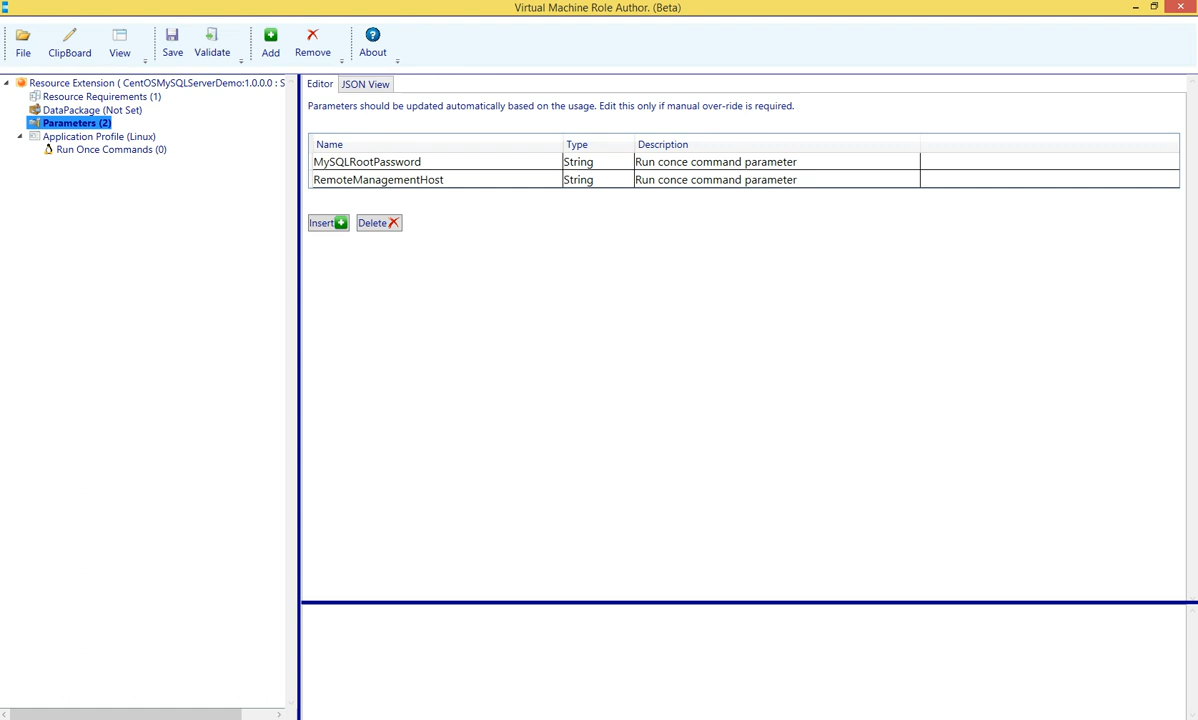 Virtual Machine Role Author. (Beta)
File ClipBoard View Save Validate Add Remove About
Resource Extension ( CentOSMySQLServerDemo:1.0.0.0 : S
Resource Requirements (1)
DataPackage (Not Set)
Parameters (2)
Application Profile (Linux)
Run Once Commands (0)
Editor JSON View
Parameters should be updated automatically based on the usage. Edit this only if manual over-ride is required.
Name Type Description
MySQLRootPassword String Run conce command parameter
RemoteManagementHost String Run conce command parameter
Insert Delete